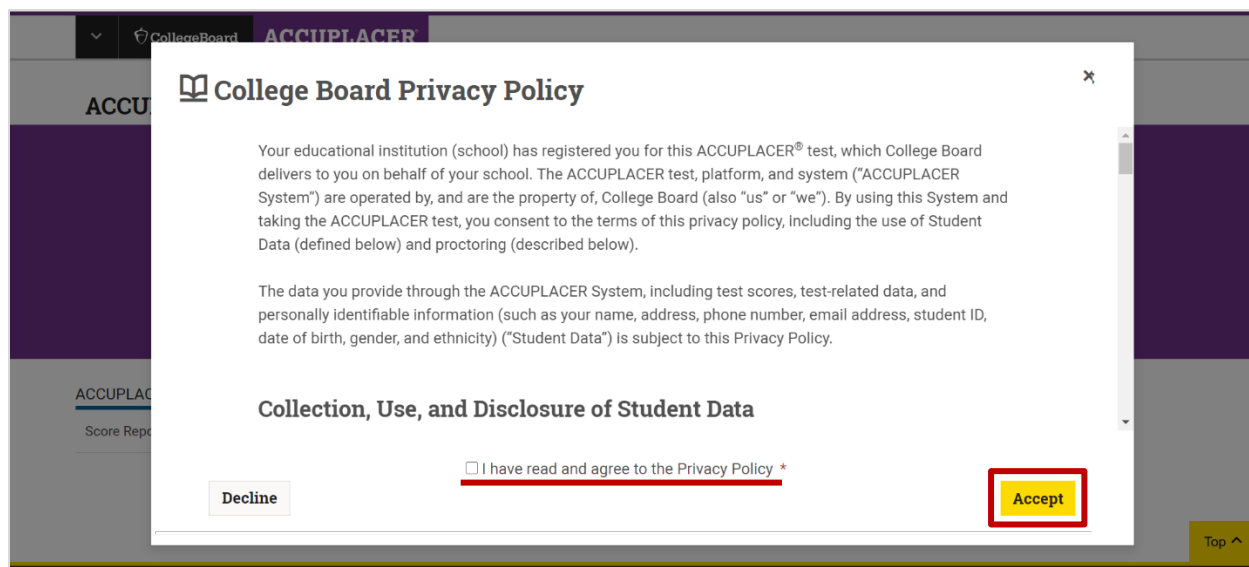 CollegeBoard ACCUPLACER
ACCU
College Board Privacy Policy
Your educational institution (school) has registered you for this ACCUPLACER® test, which College Board
delivers to you on behalf of your school. The ACCUPLACER test, platform, and system (“ACCUPLACER
System”) are operated by, and are the property of, College Board (also “us” or “we”). By using this System and
taking the ACCUPLACER test, you consent to the terms of this privacy policy, including the use of Student
Data (defined below) and proctoring (described below).
The data you provide through the ACCUPLACER System, including test scores, test-related data, and
personally identifiable information (such as your name, address, phone number, email address, student ID,
date of birth, gender, and ethnicity) (“Student Data”) is subject to this Privacy Policy.
ACCUPLAC
Collection, Use, and Disclosure of Student Data
Score Repo
I have read and agree to the Privacy Policy *
Decline
Accept
Top